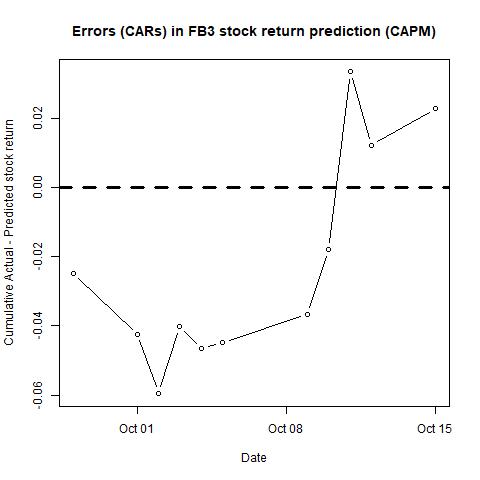 Errors (CARs) in FB3 stock return prediction (CAPM)
Cumulative Actual - Predicted stock return
0.02
0.00
-0.02
-0.04
-0.06
Oct 01
Oct 08
Oct 15
Date